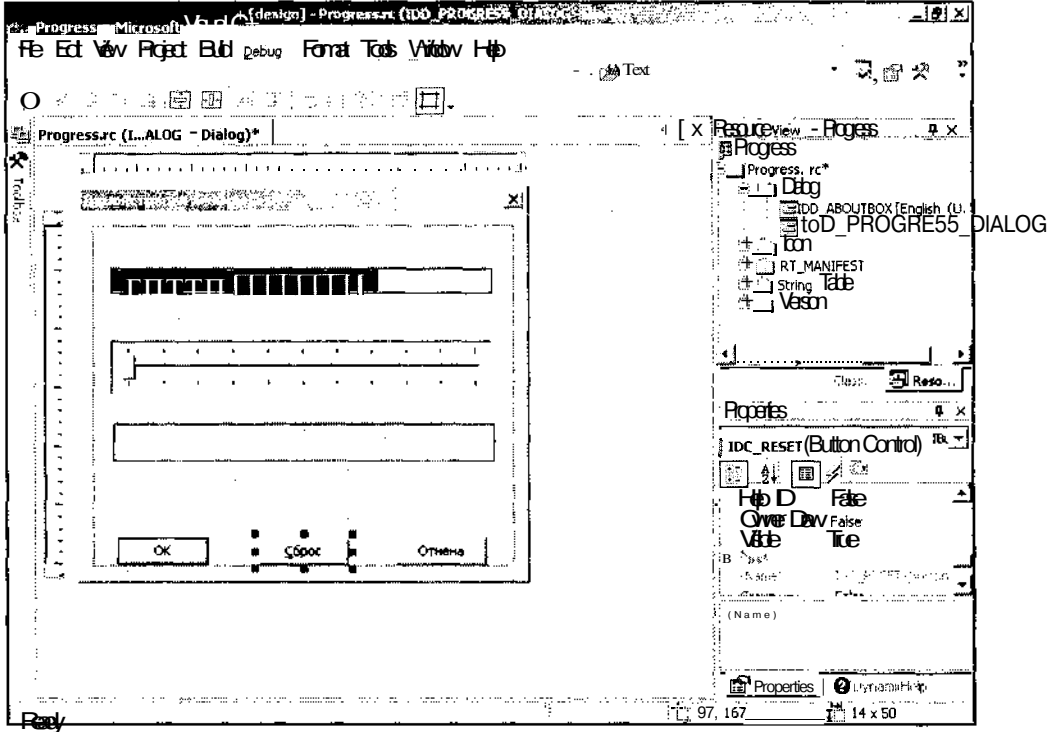 Progress Microsoft [design] - Progress.rc (IDD_PROGRESS_DIALOG
File Edit View Project Build Debug Format Tools Window Help
Text
Progress.rc (I...ALOG - Dialog)*
Toolbox
OK
Сброс
Отмена
Resource View - Progress
Progress
Progress.rc*
Dialog
IDD_ABOUTBOX [English (U.
toD_PROGRE55_DIALOG
Icon
RT_MANIFEST
String Table
Version
Class..
Reso...
Properties
IDC_RESET (Button Control)
Help ID False
Owner Draw False
Visible True
(Name)
Properties
Dynamic Help
Ready
97, 167
14 x 50